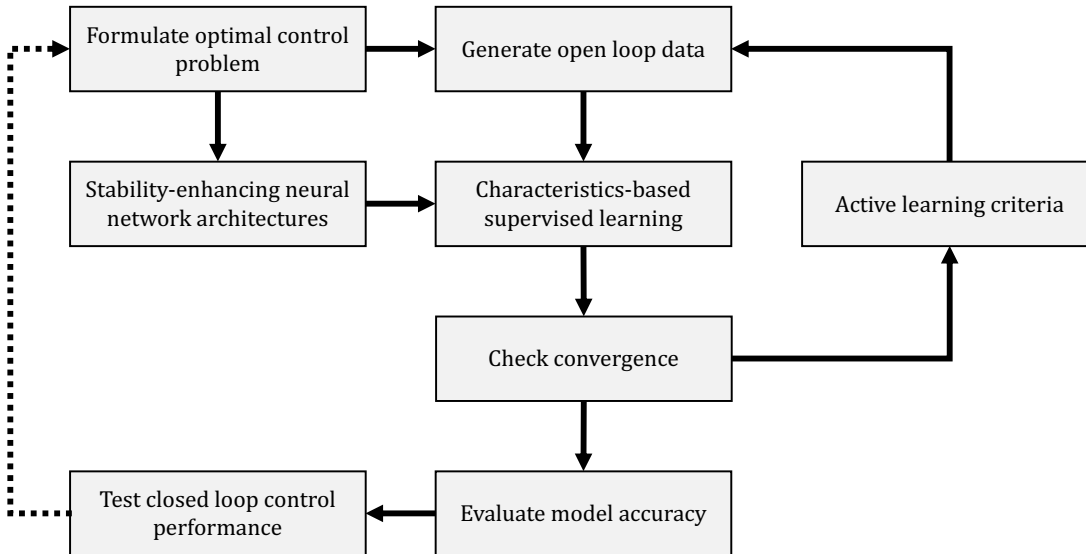 Formulate optimal control
problem
Generate open loop data
Stability-enhancing neural
network architectures
Characteristics-based
supervised learning
Active learning criteria
Check convergence
Test closed loop control
performance
Evaluate model accuracy